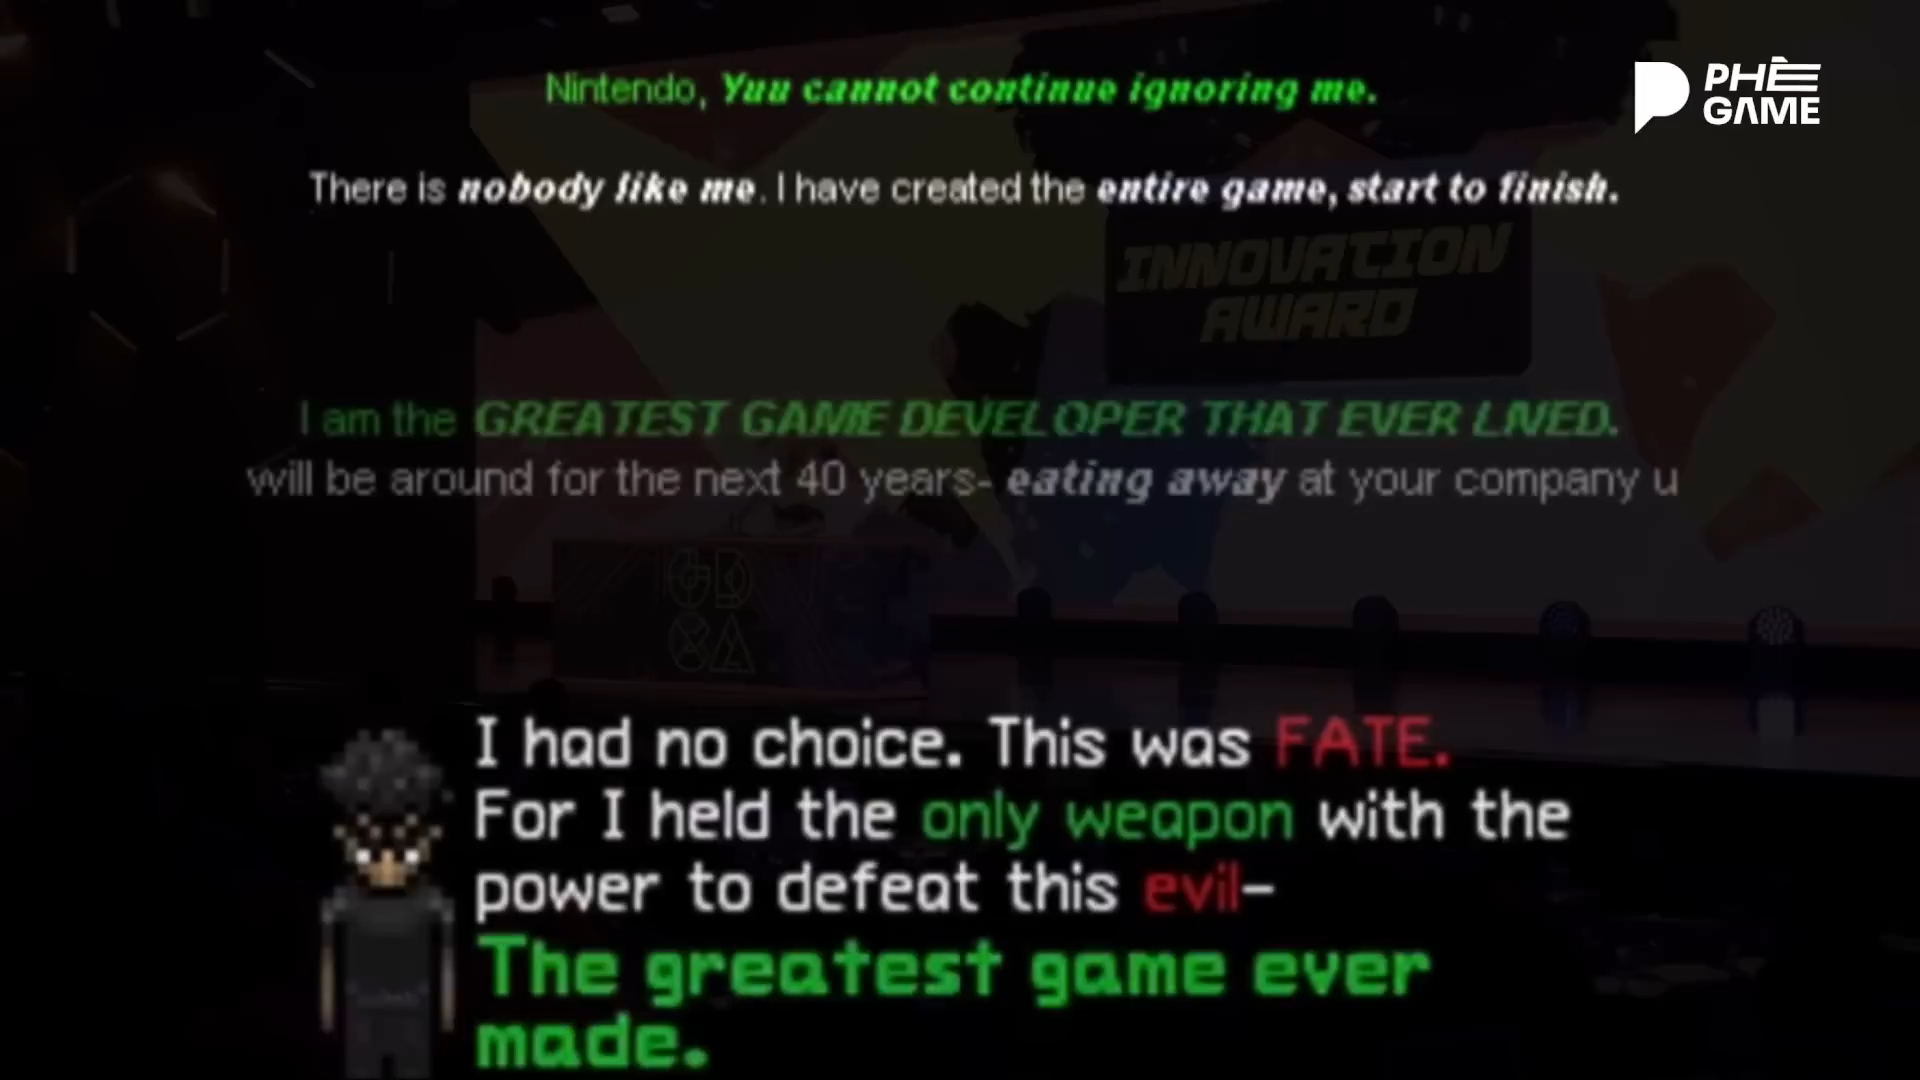 PHÊ
GAME
Nintendo, Yuu cannot continue ignoring me.
There is nobody like me. I have created the entire game, start to finish.
INNOVATION
AWARD
I am the GREATEST GAME DEVELOPER THAT EVER LIVED.
will be around for the next 40 years- eating away at your company u
GD
CA
I had no choice. This was FATE.
For I held the only weapon with the
power to defeat this evil-
The greatest game ever
made.